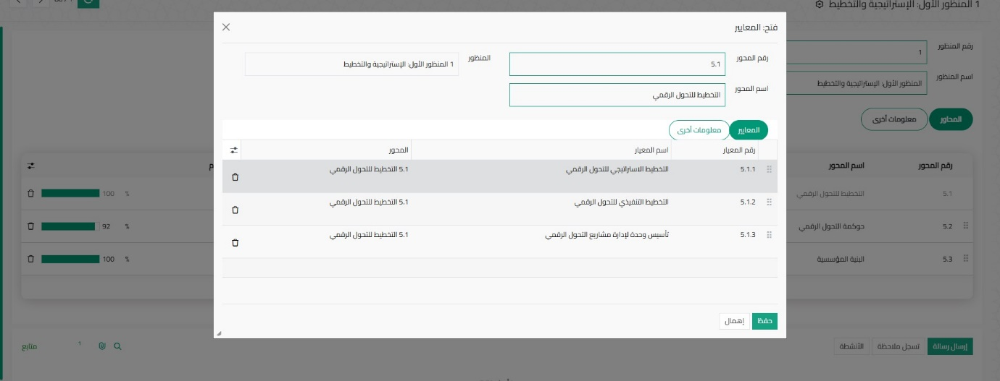 1 المنظور الأول: الإستراتيجية والتخطيط
فتح: المعايير
رقم المحور
5.1
المنظور
1 المنظور الأول: الإستراتيجية والتخطيط
اسم المحور
التخطيط للتحول الرقمي
المعايير
معلومات أخرى
رقم المعيار
اسم المعيار
المحور
5.1.1
التخطيط الاستراتيجي للتحول الرقمي
5.1 التخطيط للتحول الرقمي
5.1.2
التخطيط التنفيذي للتحول الرقمي
5.1 التخطيط للتحول الرقمي
5.1.3
تأسيس وحدة لإدارة مشاريع التحول الرقمي
5.1 التخطيط للتحول الرقمي
حفظ
إهمال
رقم المنظور
1
اسم المنظور
المنظور الأول: الإستراتيجية والتخطيط
المحاور
معلومات أخرى
رقم المحور
اسم المحور
5.1
التخطيط للتحول الرقمي
% 100
5.2
حوكمة التحول الرقمي
% 92
5.3
البنية المؤسسية
% 100
إرسال رسالة
تسجل ملاحظة
الأنشطة
1
متابع